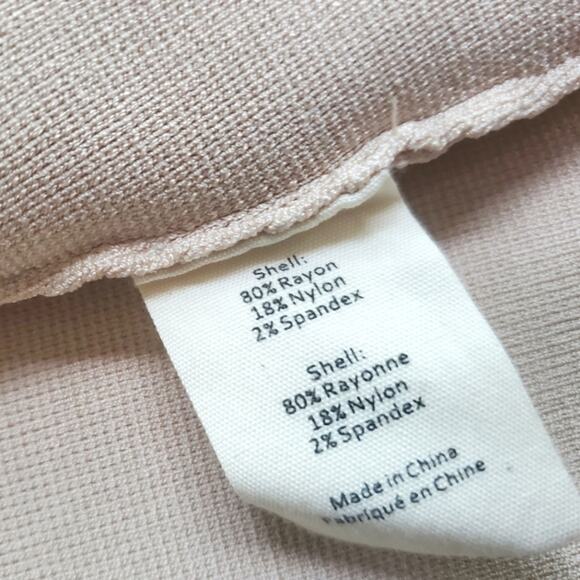 Shell:
80% Rayon
18% Nylon
2% Spandex
Shell:
80% Rayonne
18% Nylon
2% Spandex
Made in China
Fabriqué en Chine